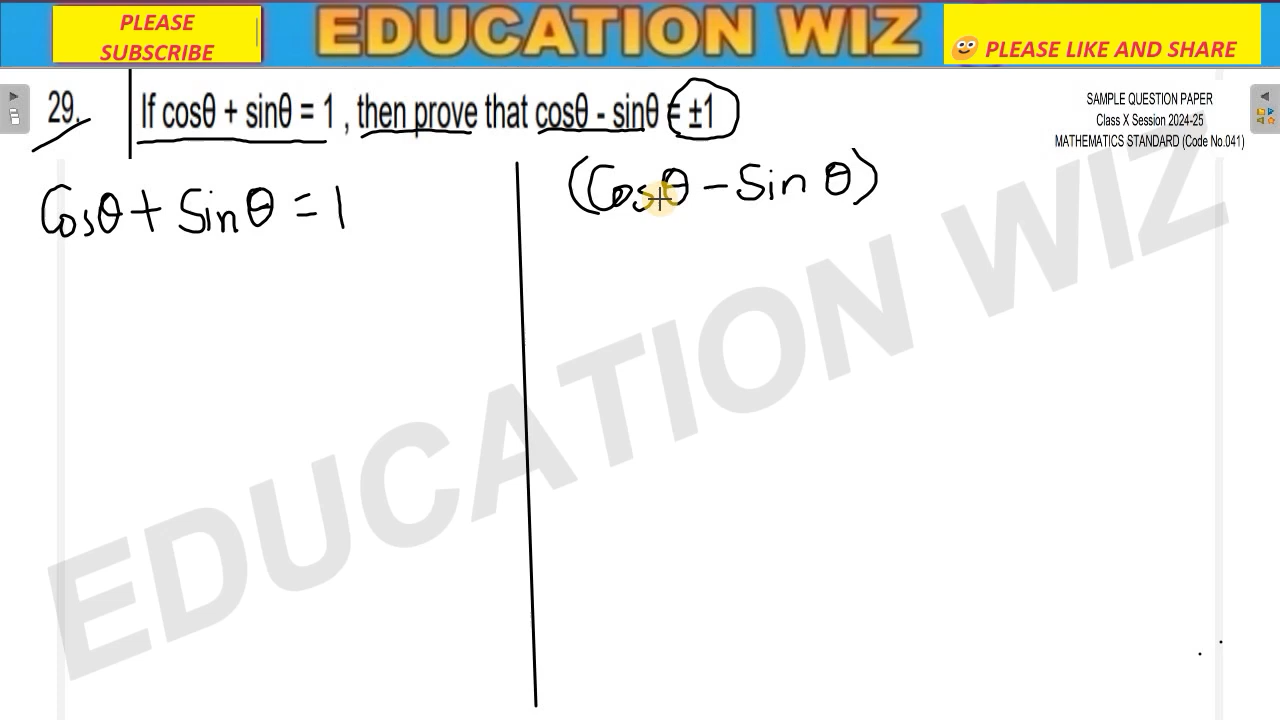 PLEASE
SUBSCRIBE
EDUCATION WIZ
PLEASE LIKE AND SHARE
29. If cosθ + sinθ = 1 , then prove that cosθ - sinθ = ±1
SAMPLE QUESTION PAPER
Class X Session 2024-25
MATHEMATICS STANDARD (Code No.041)
Cosθ + Sinθ = 1
(Cosθ - Sin θ)
EDUCATION WIZ